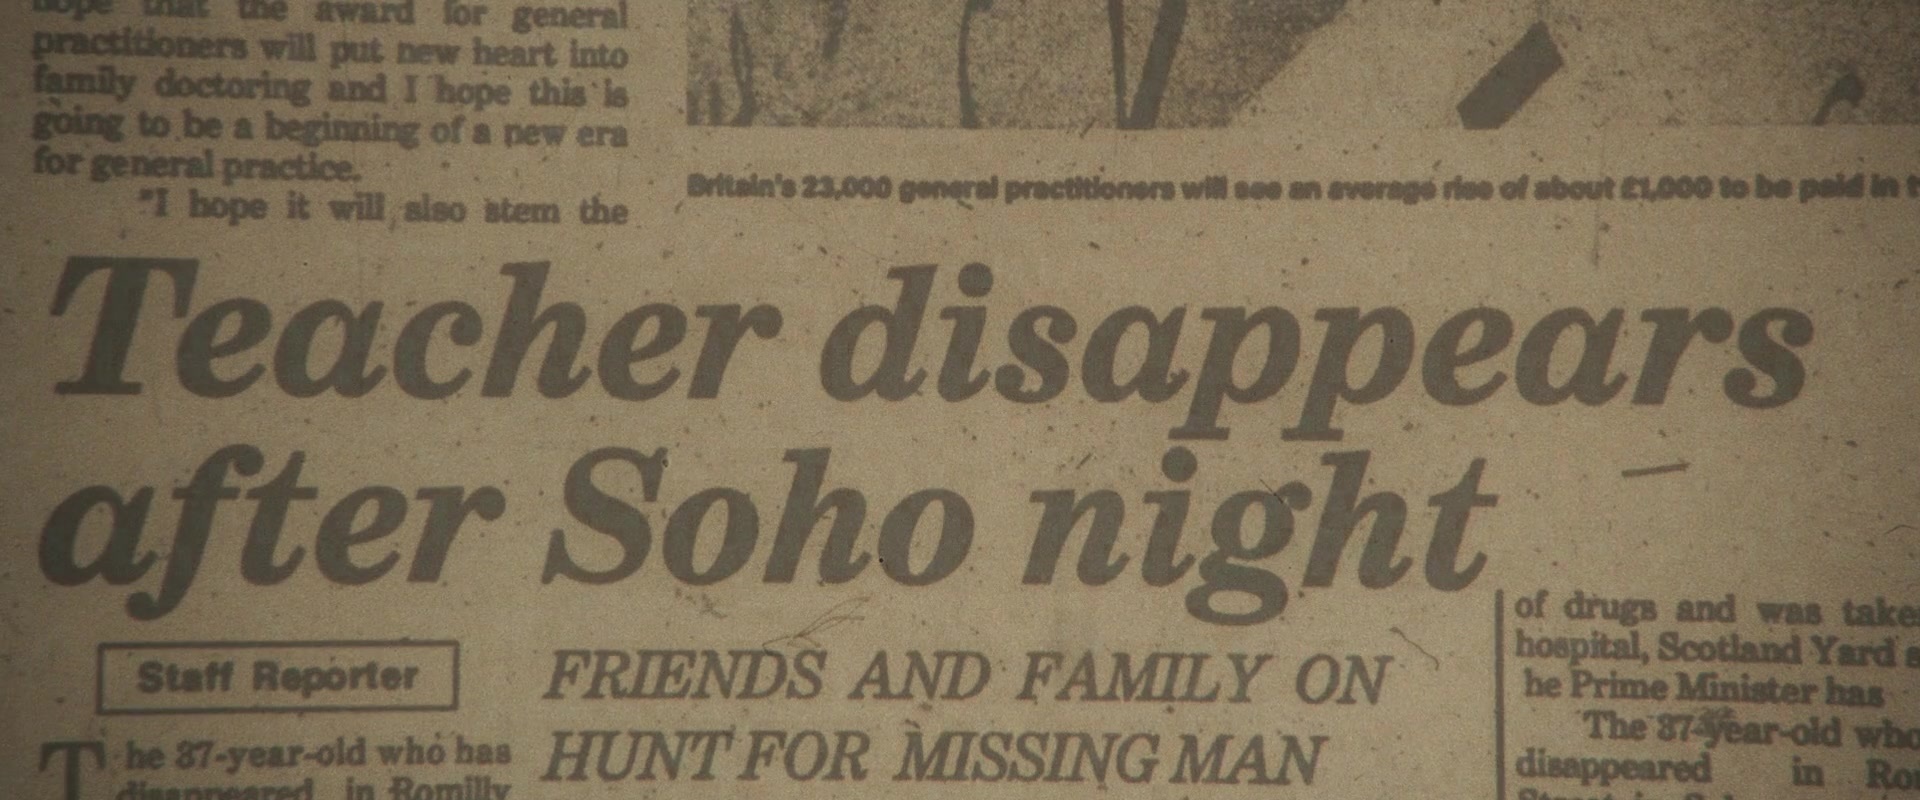 hope that the award for general
practitioners will put new heart into
family doctoring and I hope this is
going to be a beginning of a new era
for general practice.
"I hope it will also stem the
Britain's 23,000 general practitioners will see an average rise of about £1,000 to be paid in
Teacher disappears
after Soho night
Staff Reporter
The 37-year-old who has
disappeared in Romilly
FRIENDS AND FAMILY ON
HUNT FOR MISSING MAN
of drugs and was take
hospital, Scotland Yard
he Prime Minister has
The 37-year-old who
disappeared in Ro